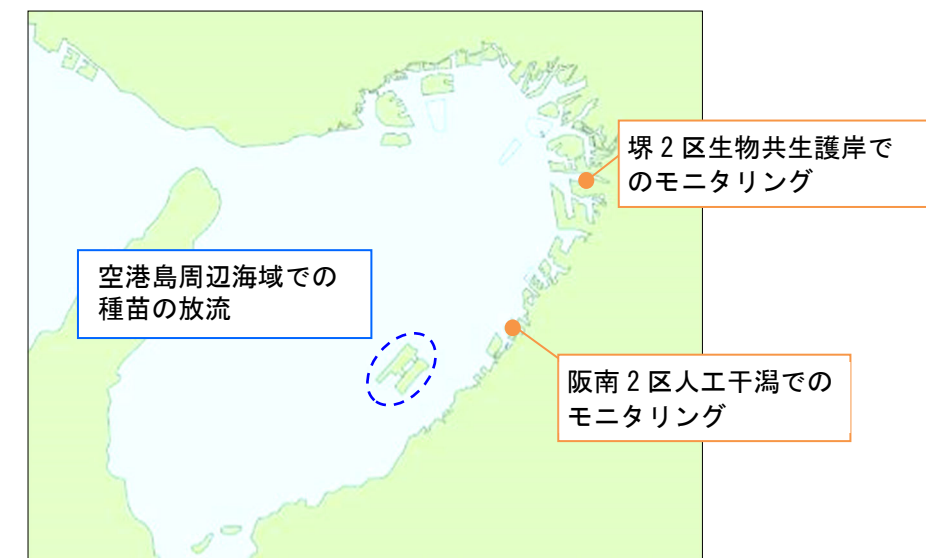 堺２区生物共生護岸で
のモニタリング
空港島周辺海域での
種苗の放流
阪南２区人工干潟での
モニタリング